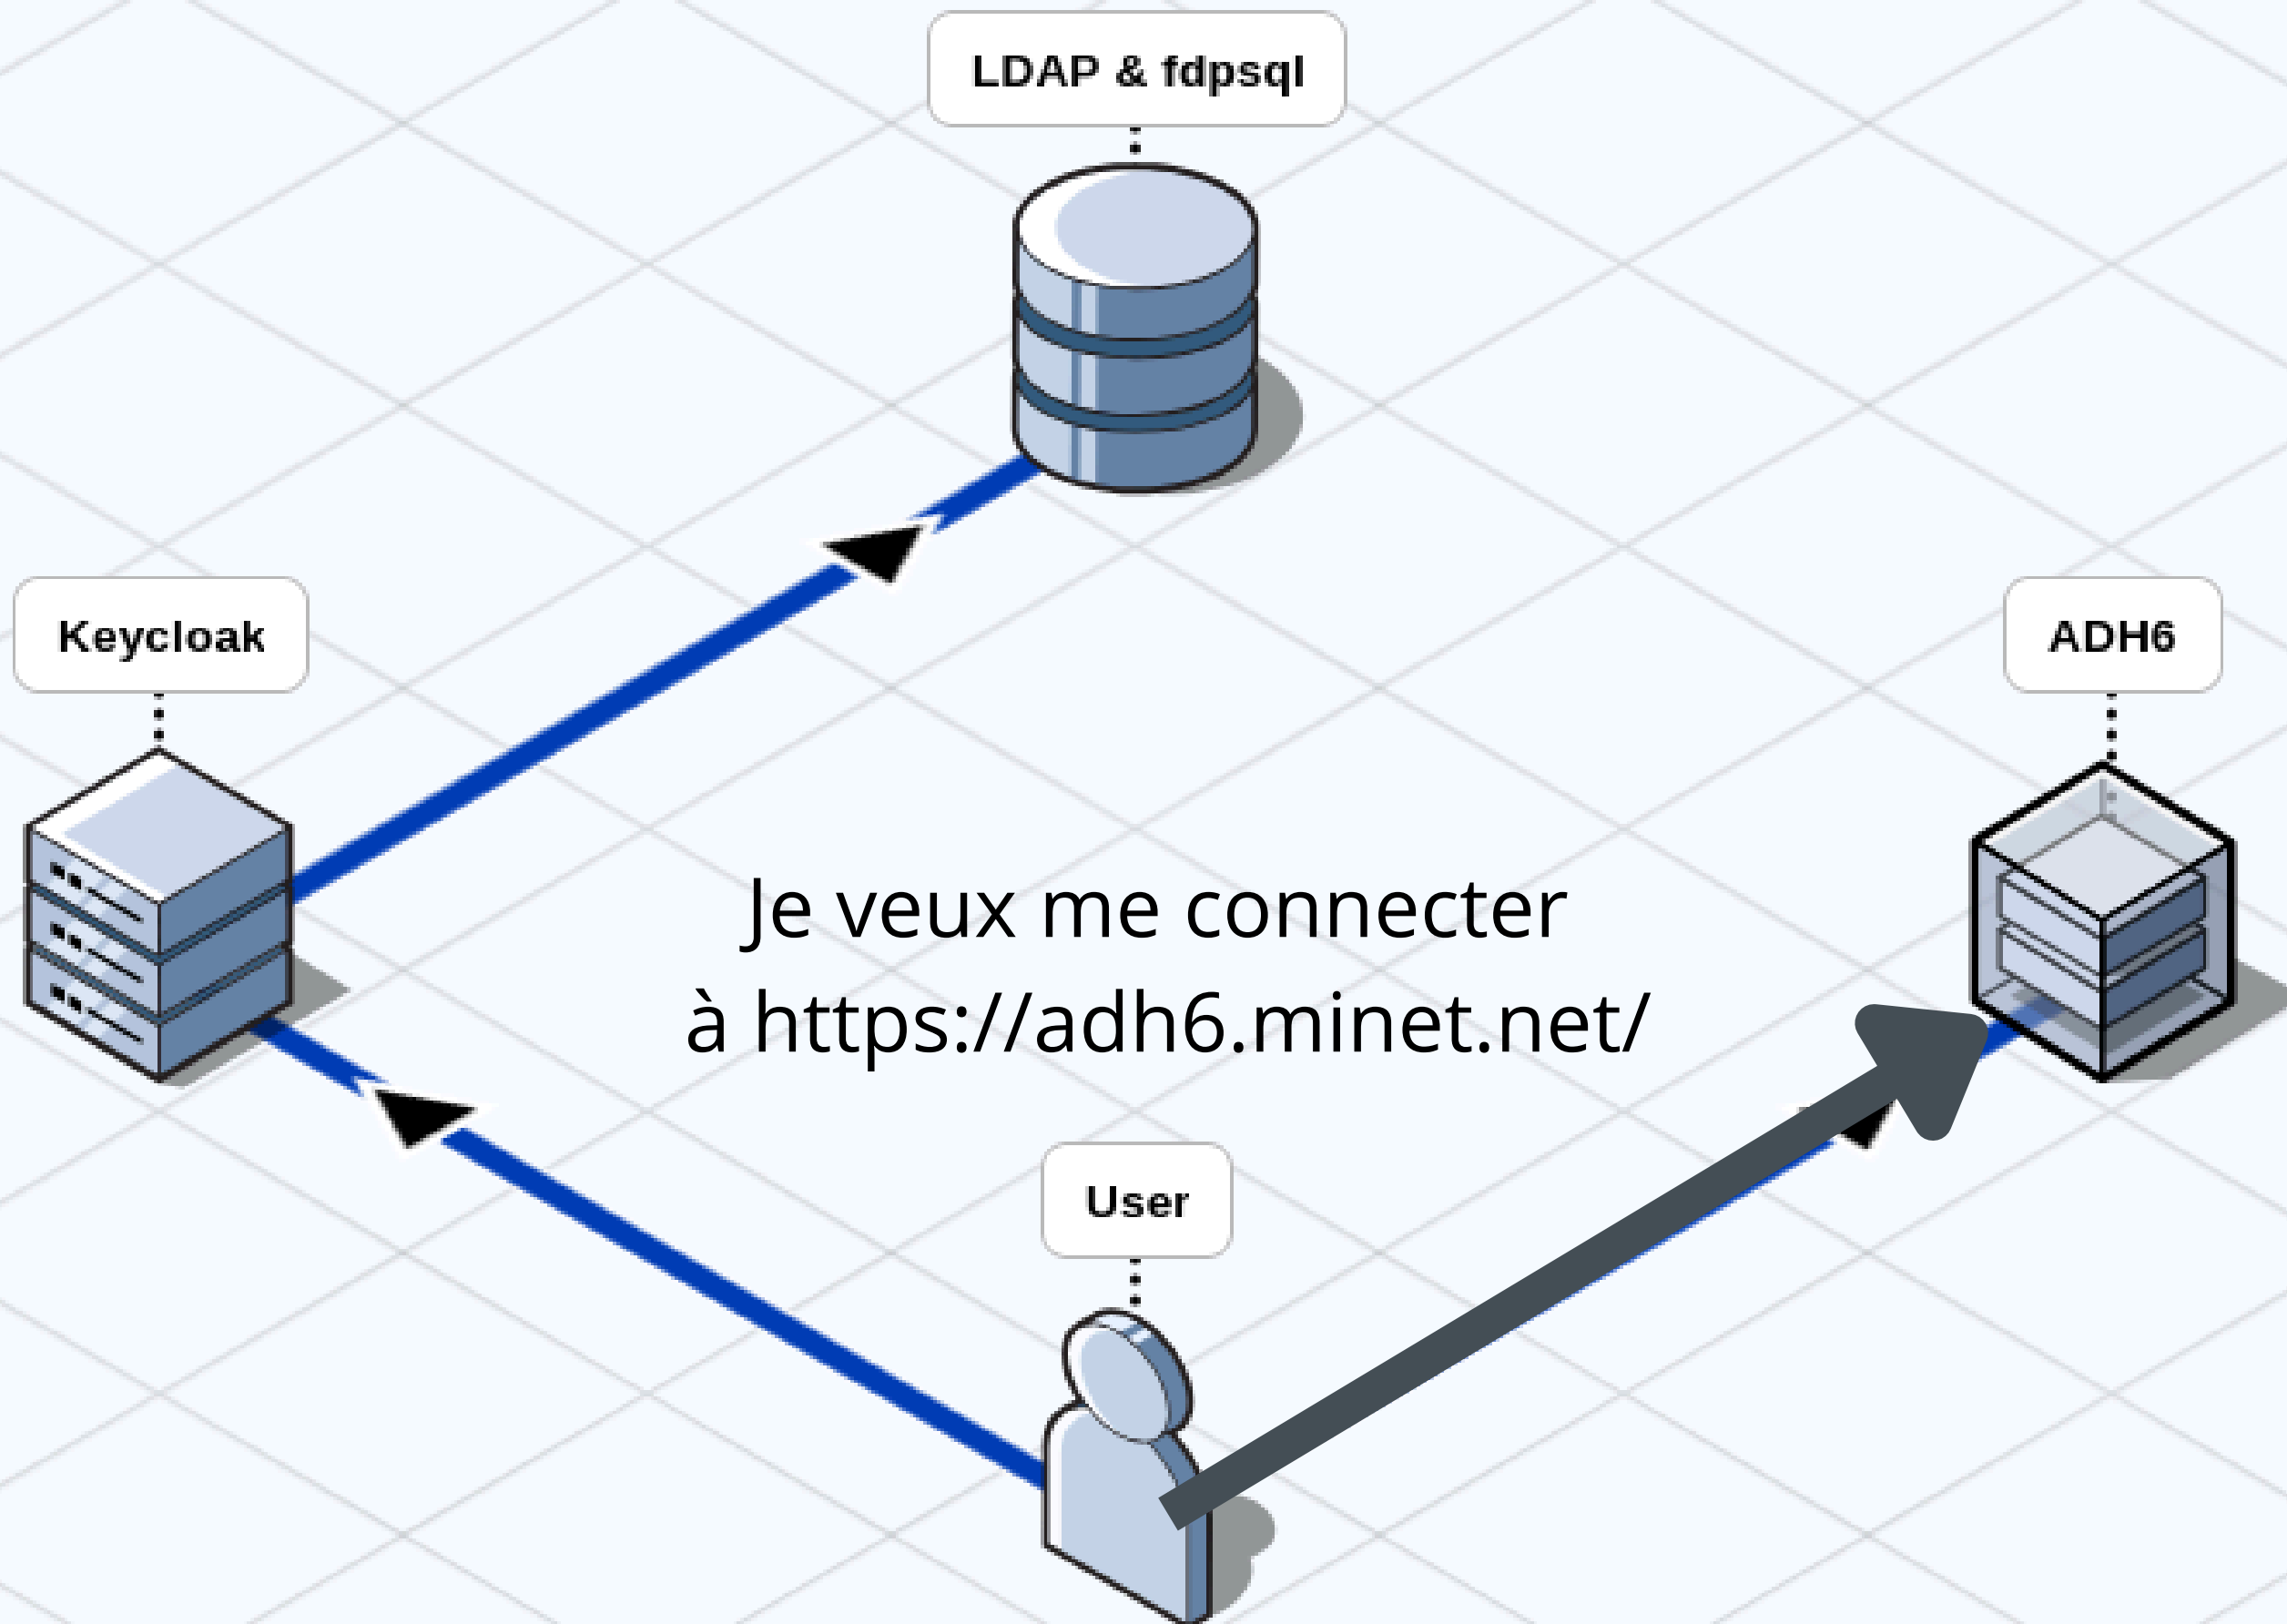 LDAP & fdpsql
Keycloak
ADH6
Je veux me connecter
à https://adh6.minet.net/
User